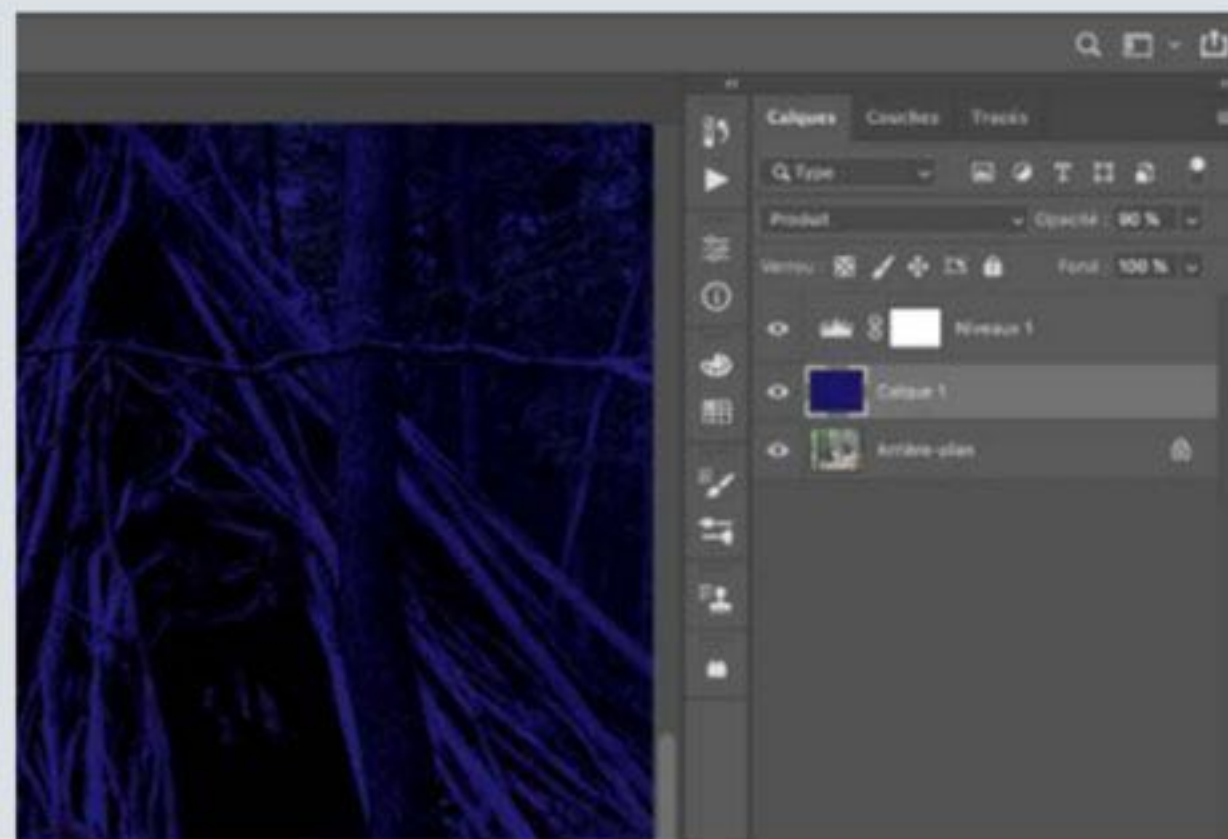 Calques Couches Tracés
Type
Produit Opacité : 90 %
Verrou : Fond : 100 %
Niveaux 1
Calque 1
Arrière-plan